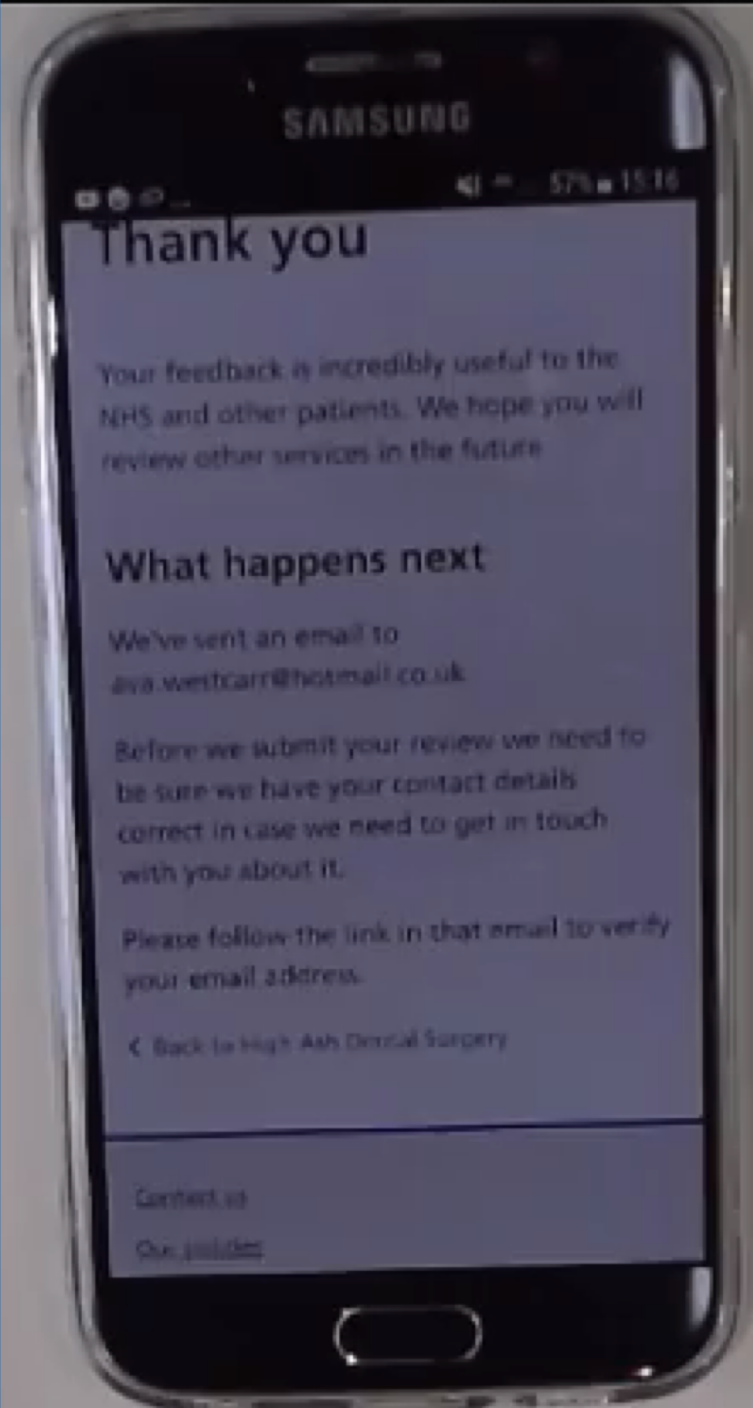 SAMSUNG
57% 15:16
Thank you
Your feedback is incredibly useful to the
NHS and other patients. We hope you will
review other services in the future
What happens next
We've sent an email to
ava.westcarr@hotmail.co.uk
Before we submit your review we need to
be sure we have your contact details
correct in case we need to get in touch
with you about it.
Please follow the link in that email to verify
your email address.
< Back to High Ash Dental Surgery
Contact us
Our policies